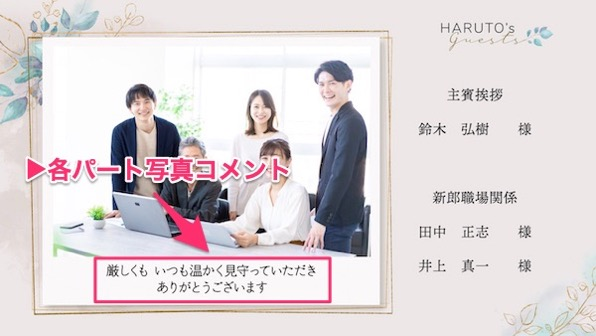 HARUTO's
guests
▶各パート写真コメント
厳しくも いつも温かく見守っていただき
ありがとうございます
主賓挨拶
鈴木 弘樹 様
新郎職場関係
田中 正志 様
井上 真一 様